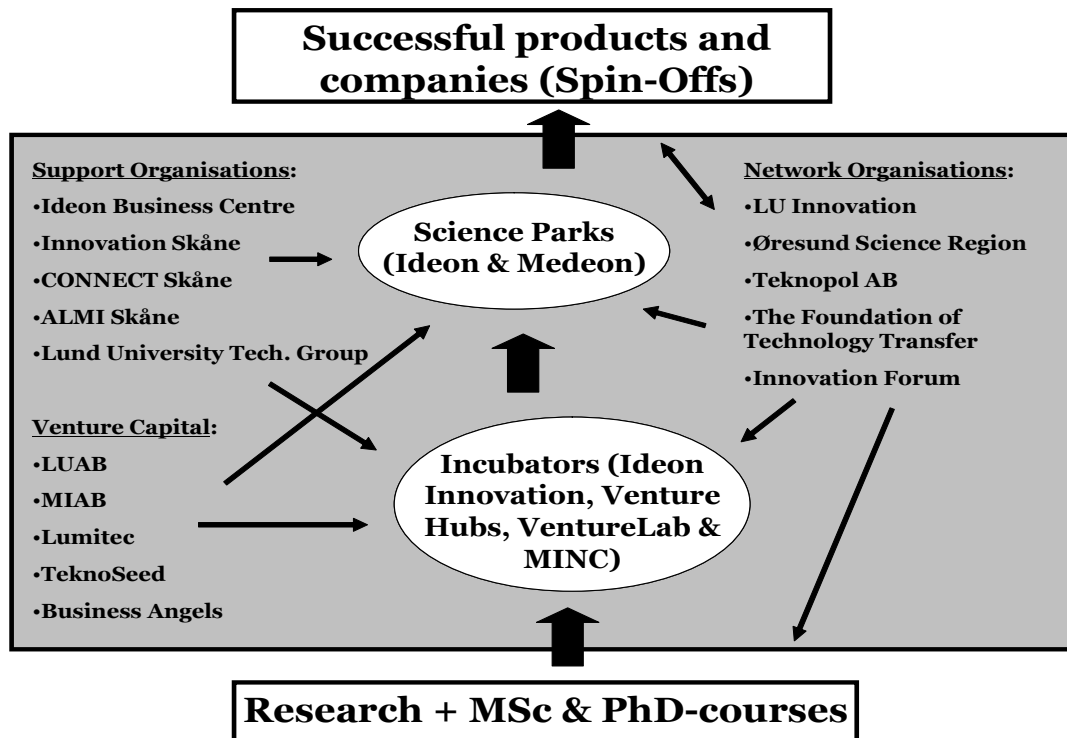 Successful products and
companies (Spin-Offs)
Support Organisations:
•Ideon Business Centre
•Innovation Skåne
•CONNECT Skåne
•ALMI Skåne
•Lund University Tech. Group
Venture Capital:
•LUAB
•MIAB
•Lumitec
•TeknoSeed
•Business Angels
Science Parks
(Ideon & Medeon)
Incubators (Ideon
Innovation, Venture
Hubs, VentureLab &
MINC)
Network Organisations:
•LU Innovation
•Øresund Science Region
•Teknopol AB
•The Foundation of
Technology Transfer
•Innovation Forum
Research + MSc & PhD-courses